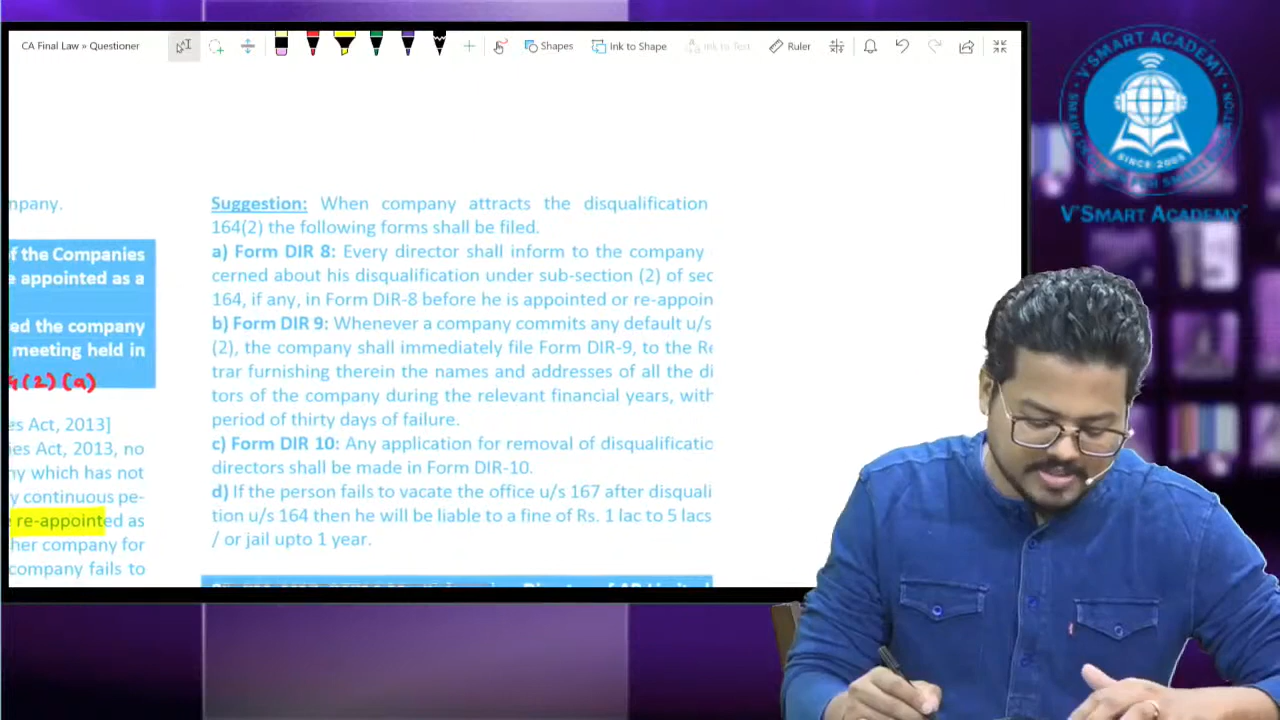 CA Final Law » Questioner
Shapes
Ink to Shape
Ink to Text
Ruler
mpany.
f the Companies
e appointed as a
ed the company
meeting held in
4(2)(a)
es Act, 2013]
es Act, 2013, no
ny which has not
y continuous pe-
re-appointed as
her company for
company fails to
Suggestion: When company attracts the disqualification
164(2) the following forms shall be filed.
a) Form DIR 8: Every director shall inform to the company
cerned about his disqualification under sub-section (2) of sec
164, if any, in Form DIR-8 before he is appointed or re-appoin
b) Form DIR 9: Whenever a company commits any default u/s
(2), the company shall immediately file Form DIR-9, to the Re
trar furnishing therein the names and addresses of all the di
tors of the company during the relevant financial years, with
period of thirty days of failure.
c) Form DIR 10: Any application for removal of disqualificatio
directors shall be made in Form DIR-10.
d) If the person fails to vacate the office u/s 167 after disquali
tion u/s 164 then he will be liable to a fine of Rs. 1 lac to 5 lacs
/ or jail upto 1 year.
V'SMART ACADEMY
SINCE 2008
V'SMART ACADEMY